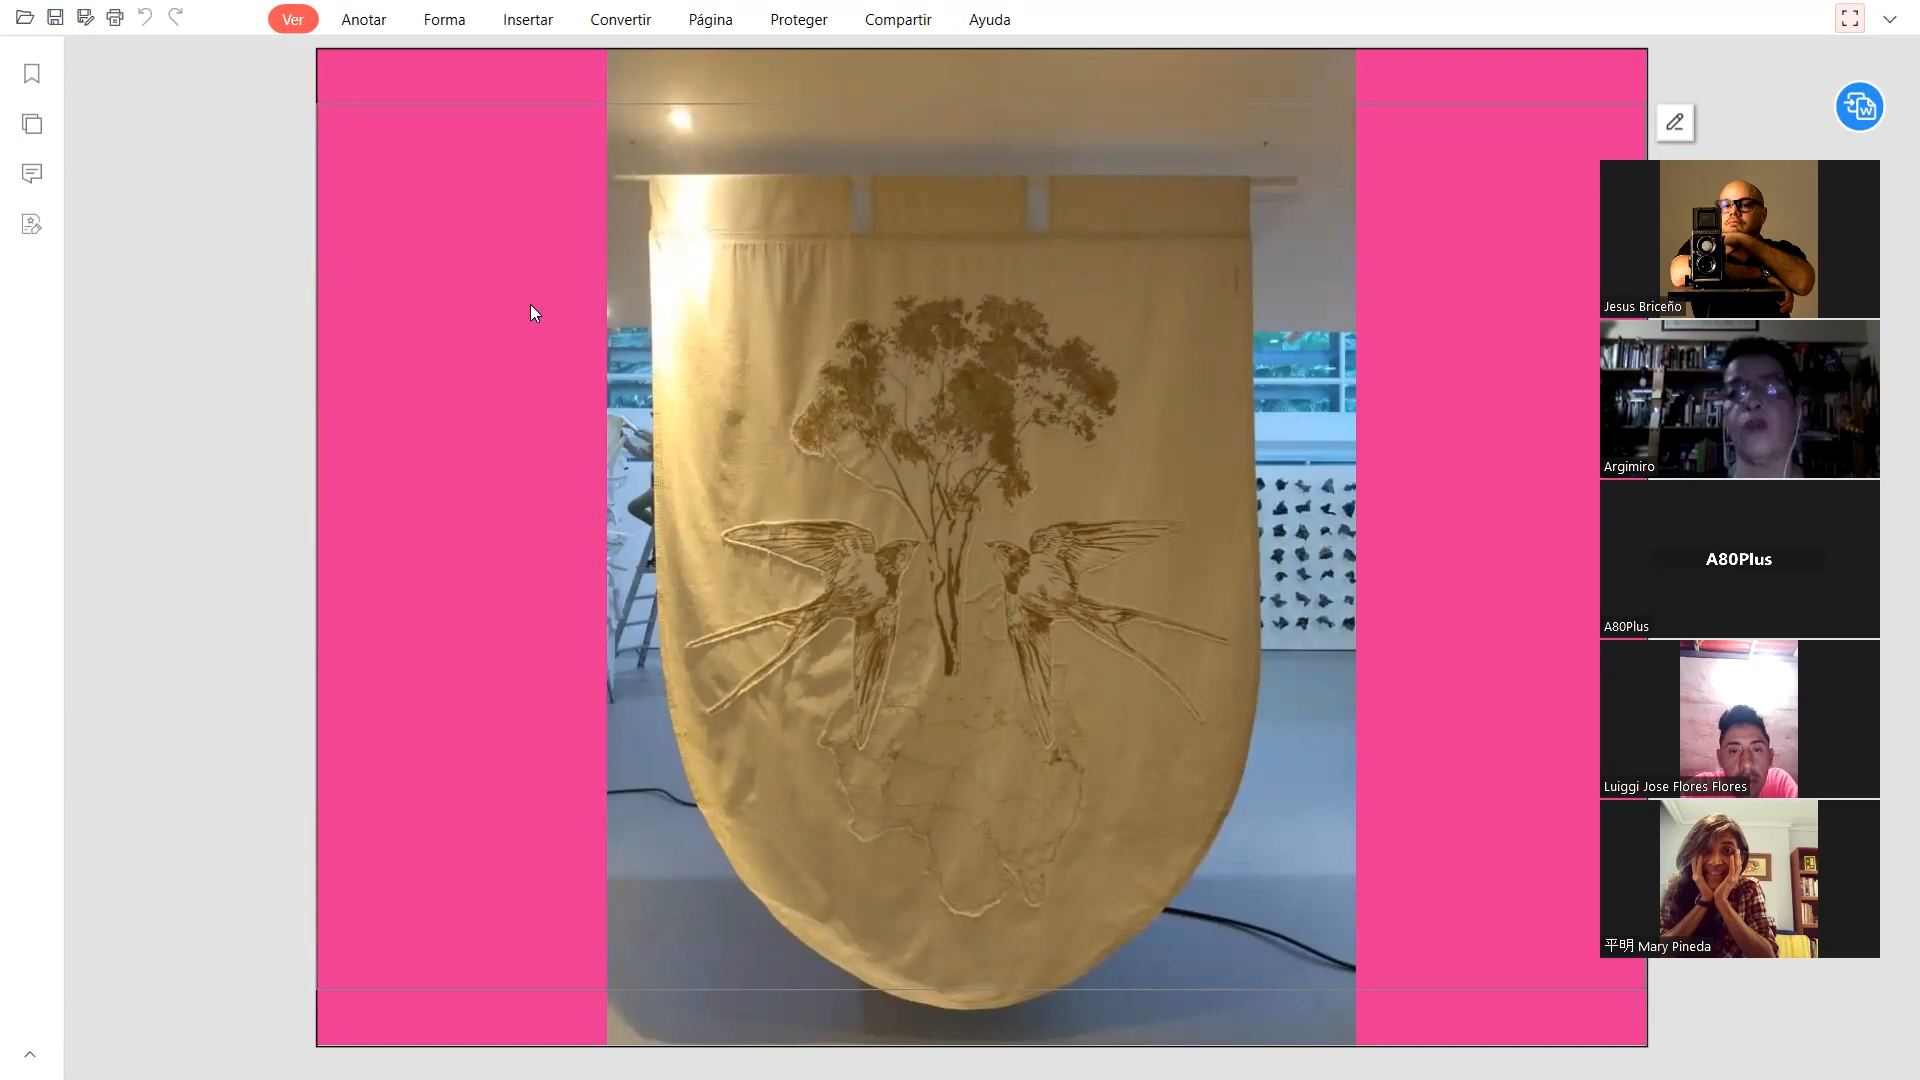 Ver Anotar Forma Insertar Convertir Página Proteger Compartir Ayuda
Jesus Briceño
Argimiro
A80Plus
A80Plus
Luiggi Jose Flores Flores
平明 Mary Pineda